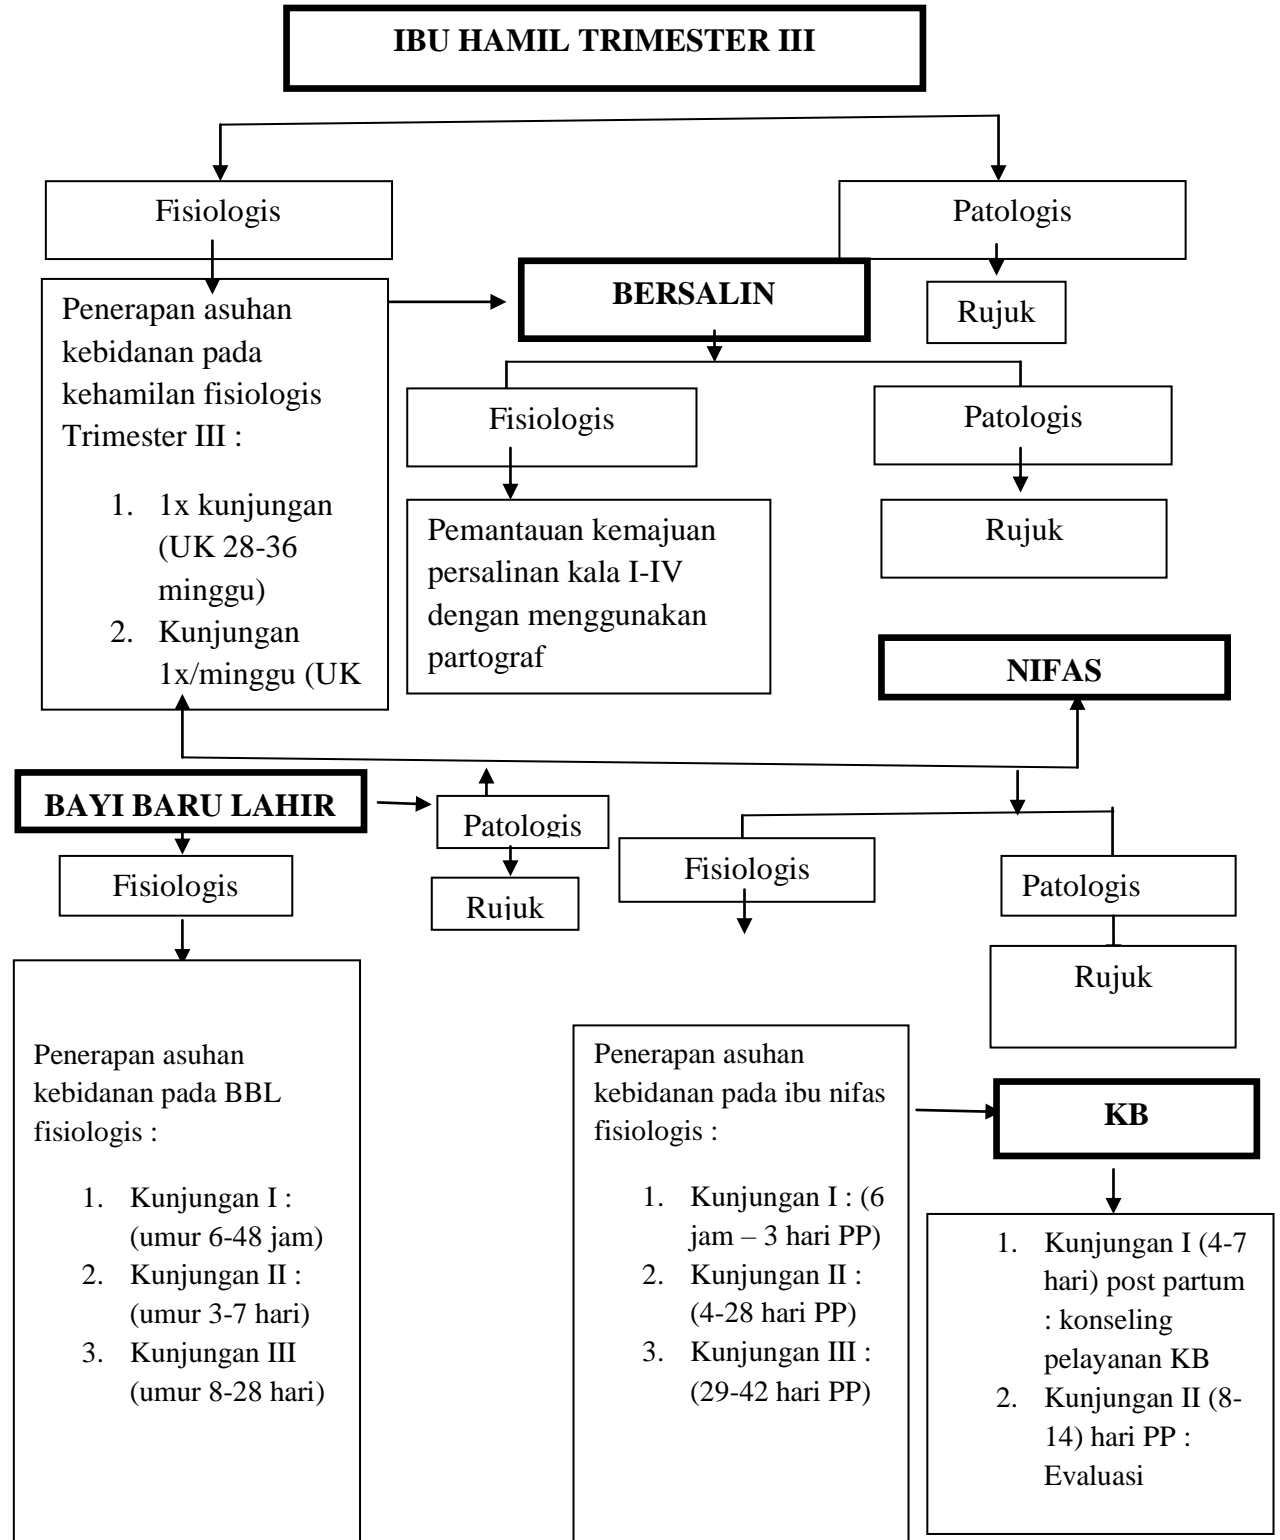 IBU HAMIL TRIMESTER III
Fisiologis
Patologis
Rujuk
Penerapan asuhan
kebidanan pada
kehamilan fisiologis
Trimester III :
1. 1x kunjungan
(UK 28-36
minggu)
2. Kunjungan
1x/minggu (UK
BERSALIN
Fisiologis
Patologis
Pemantauan kemajuan
persalinan kala I-IV
dengan menggunakan
partograf
Rujuk
NIFAS
BAYI BARU LAHIR
Patologis
Rujuk
Fisiologis
Fisiologis
Patologis
Rujuk
Penerapan asuhan
kebidanan pada BBL
fisiologis :
1. Kunjungan I :
(umur 6-48 jam)
2. Kunjungan II :
(umur 3-7 hari)
3. Kunjungan III
(umur 8-28 hari)
Penerapan asuhan
kebidanan pada ibu nifas
fisiologis :
1. Kunjungan I : (6
jam – 3 hari PP)
2. Kunjungan II :
(4-28 hari PP)
3. Kunjungan III :
(29-42 hari PP)
KB
1. Kunjungan I (4-7
hari) post partum
: konseling
pelayanan KB
2. Kunjungan II (8-
14) hari PP :
Evaluasi